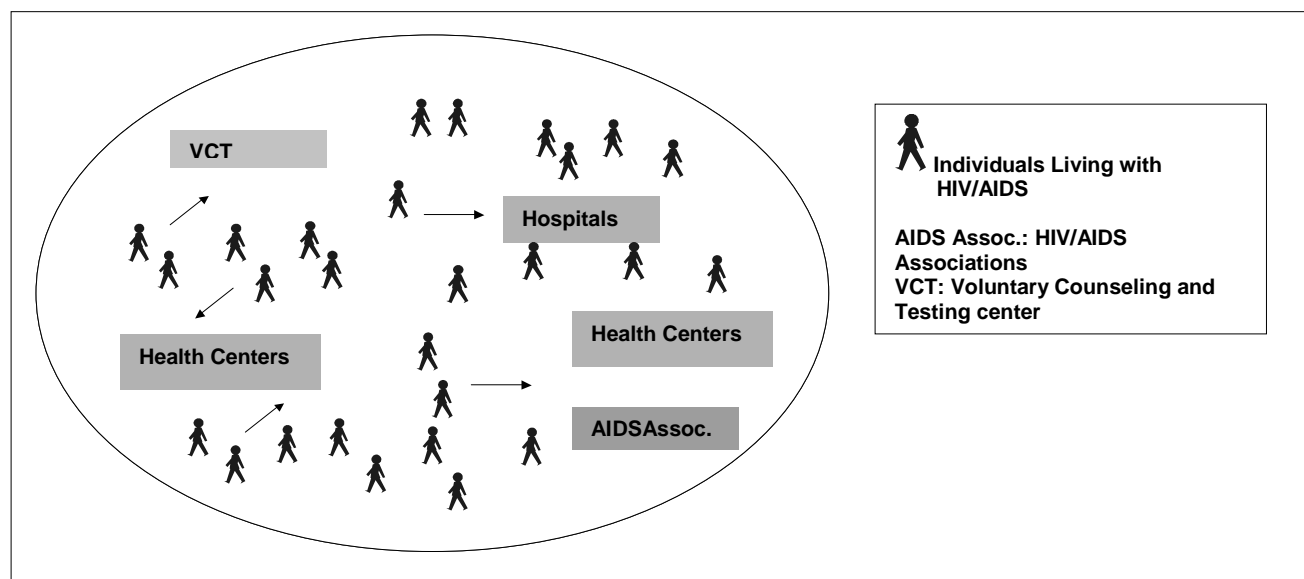 VCT
Hospitals
Health Centers
Health Centers
AIDSAssoc.
Individuals Living with
HIV/AIDS
AIDS Assoc.: HIV/AIDS
Associations
VCT: Voluntary Counseling and
Testing center